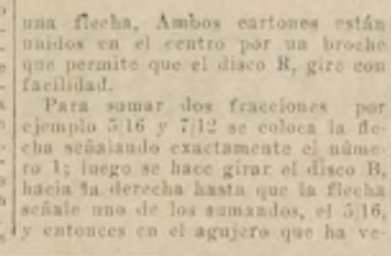 una flecha, Ambos cartones están
unidos en el centro por un broche
que permite que el disco R, gire con
facilidad.
Para sumar dos fracciones por
ejemplo 5|16 y 7|12 se coloca la fle-
cha señalando exactamente el núme-
ro 1; luego se hace girar el disco B,
hacia la derecha hasta que la flecha
señale uno de los sumandos, el 5|16,
y entonces en el agujero que ha ve-